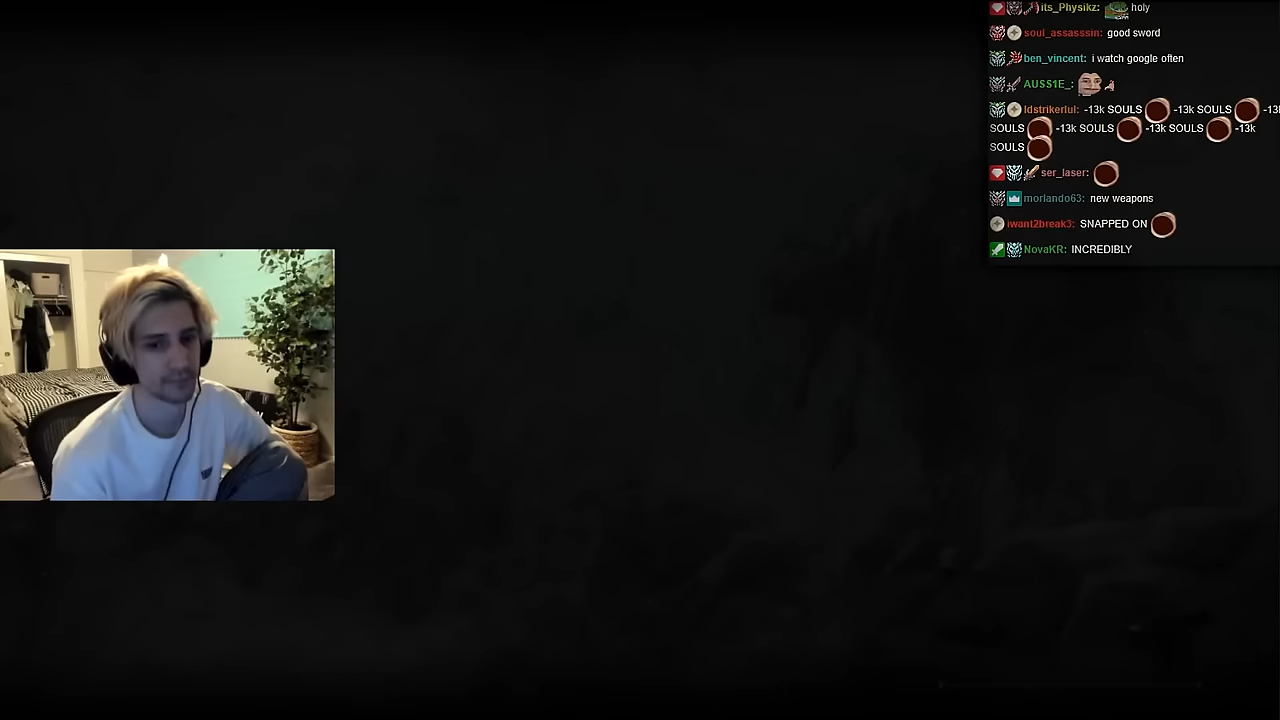 its_Physikz: holy
soul_assasssin: good sword
ben_vincent: i watch google often
AUSS1E_:
ldstrikerlul: -13k SOULS -13k SOULS -13k
SOULS -13k SOULS -13k SOULS -13k
SOULS
ser_laser:
morlando63: new weapons
iwant2break3: SNAPPED ON
NovaKR: INCREDIBLY